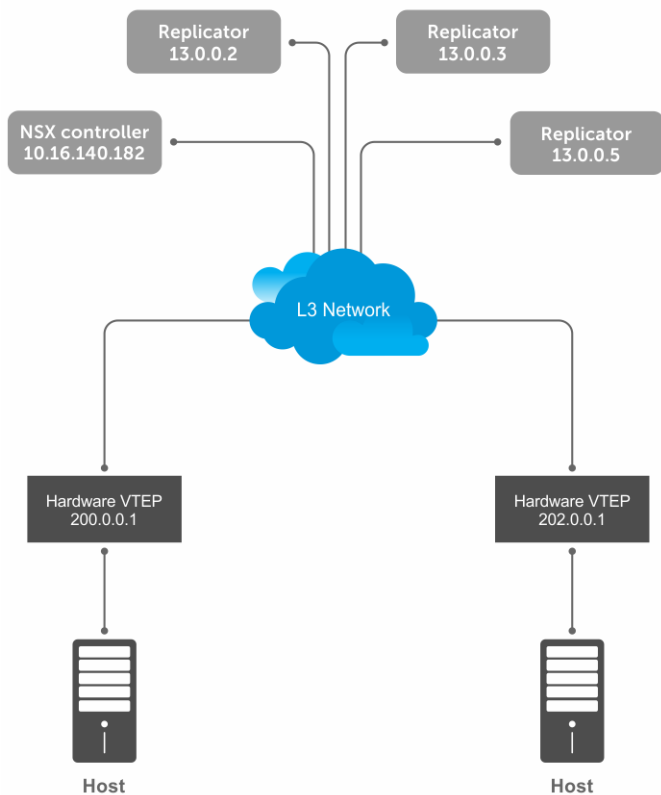 Replicator
13.0.0.2
Replicator
13.0.0.3
NSX controller
10.16.140.182
Replicator
13.0.0.5
L3 Network
Hardware VTEP
200.0.0.1
Hardware VTEP
202.0.0.1
Host
Host